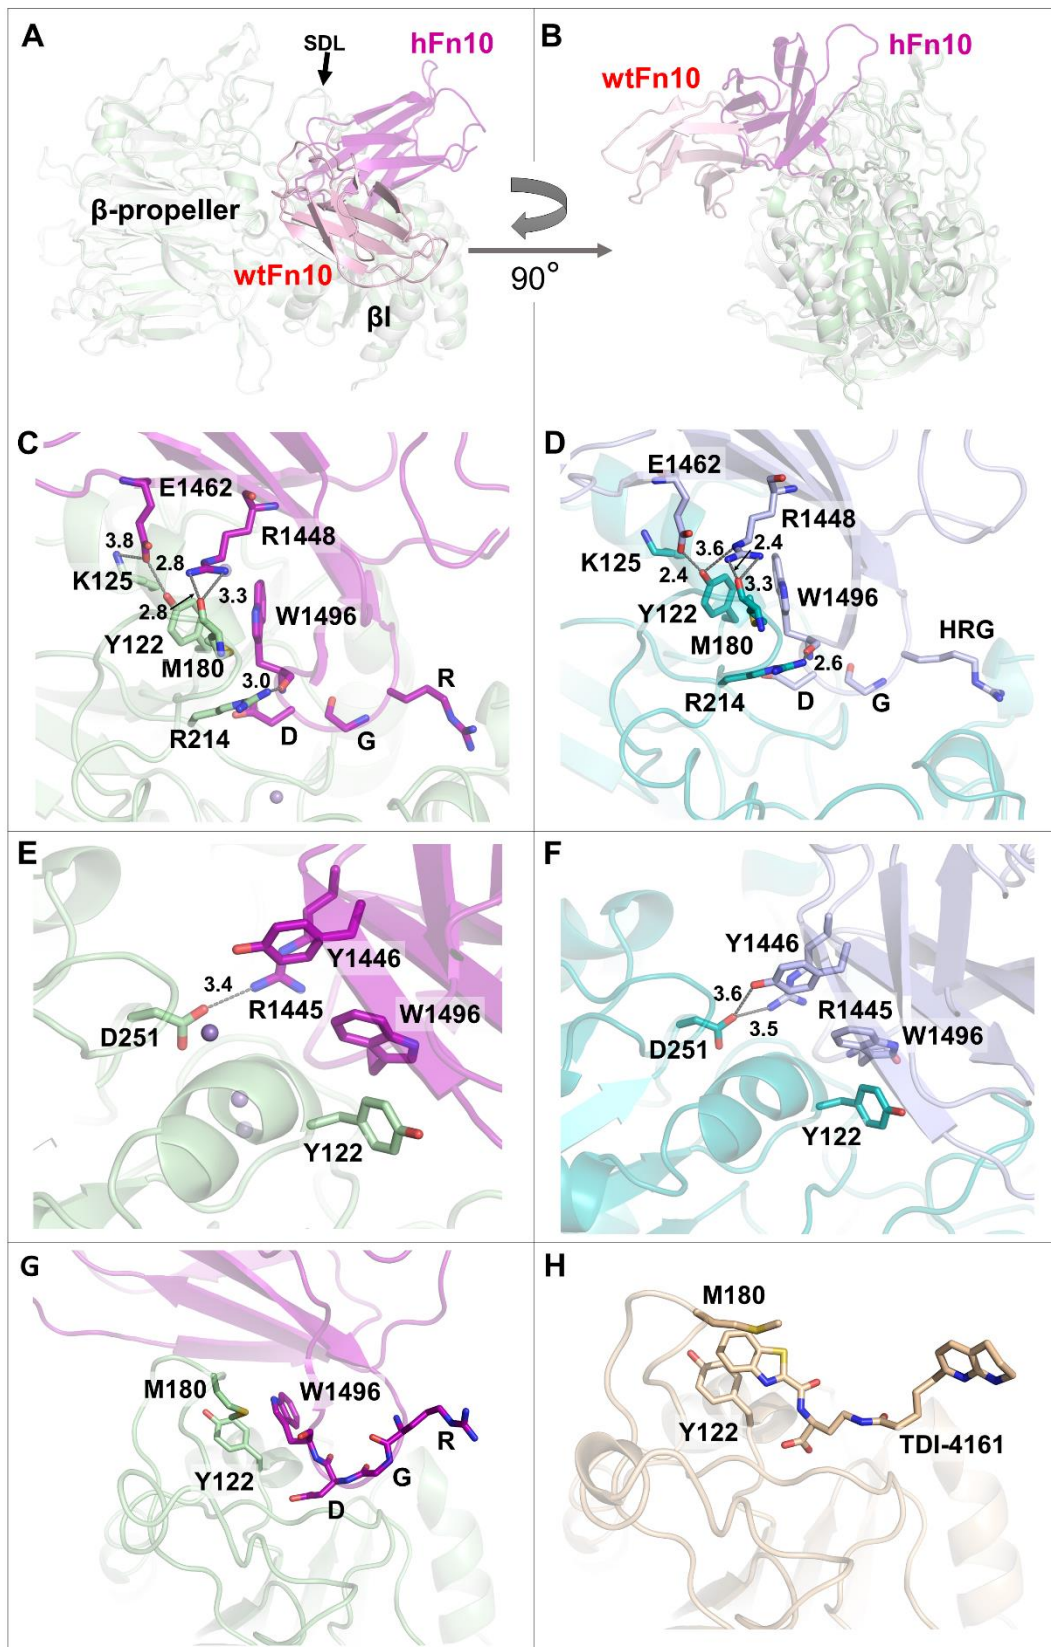 A
SDL
hFn10
β-propeller
wtFn10
βI
90°
B
hFn10
wtFn10
C
E1462
R1448
3.8
2.8
K125
2.8
3.3
W1496
Y122
M180
3.0
R
R214
D
G
D
E1462
R1448
K125
3.6
2.4
2.4
3.3
W1496
Y122
M180
HRG
2.6
R214
D
G
E
Y1446
3.4
R1445
W1496
D251
Y122
F
Y1446
3.6
R1445
3.5
W1496
D251
Y122
G
M180
W1496
R
Y122
G
D
H
M180
Y122
TDI-4161